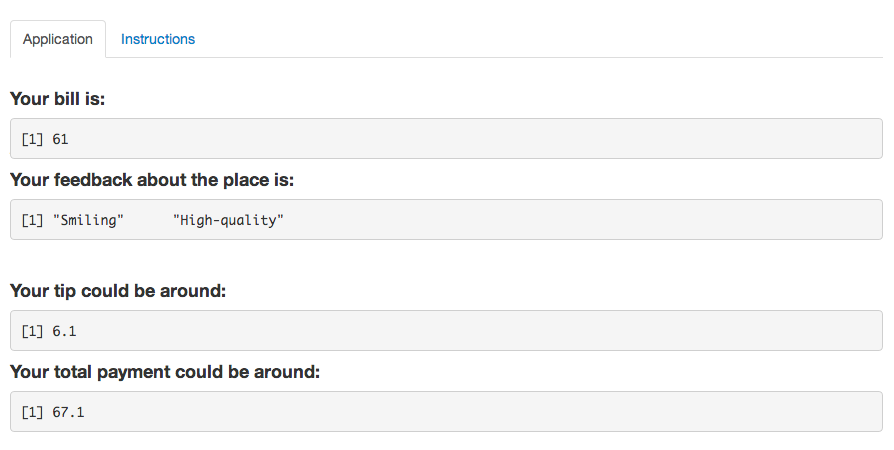 Application Instructions
Your bill is:
[1] 61
Your feedback about the place is:
[1] "Smiling"      "High-quality"
Your tip could be around:
[1] 6.1
Your total payment could be around:
[1] 67.1